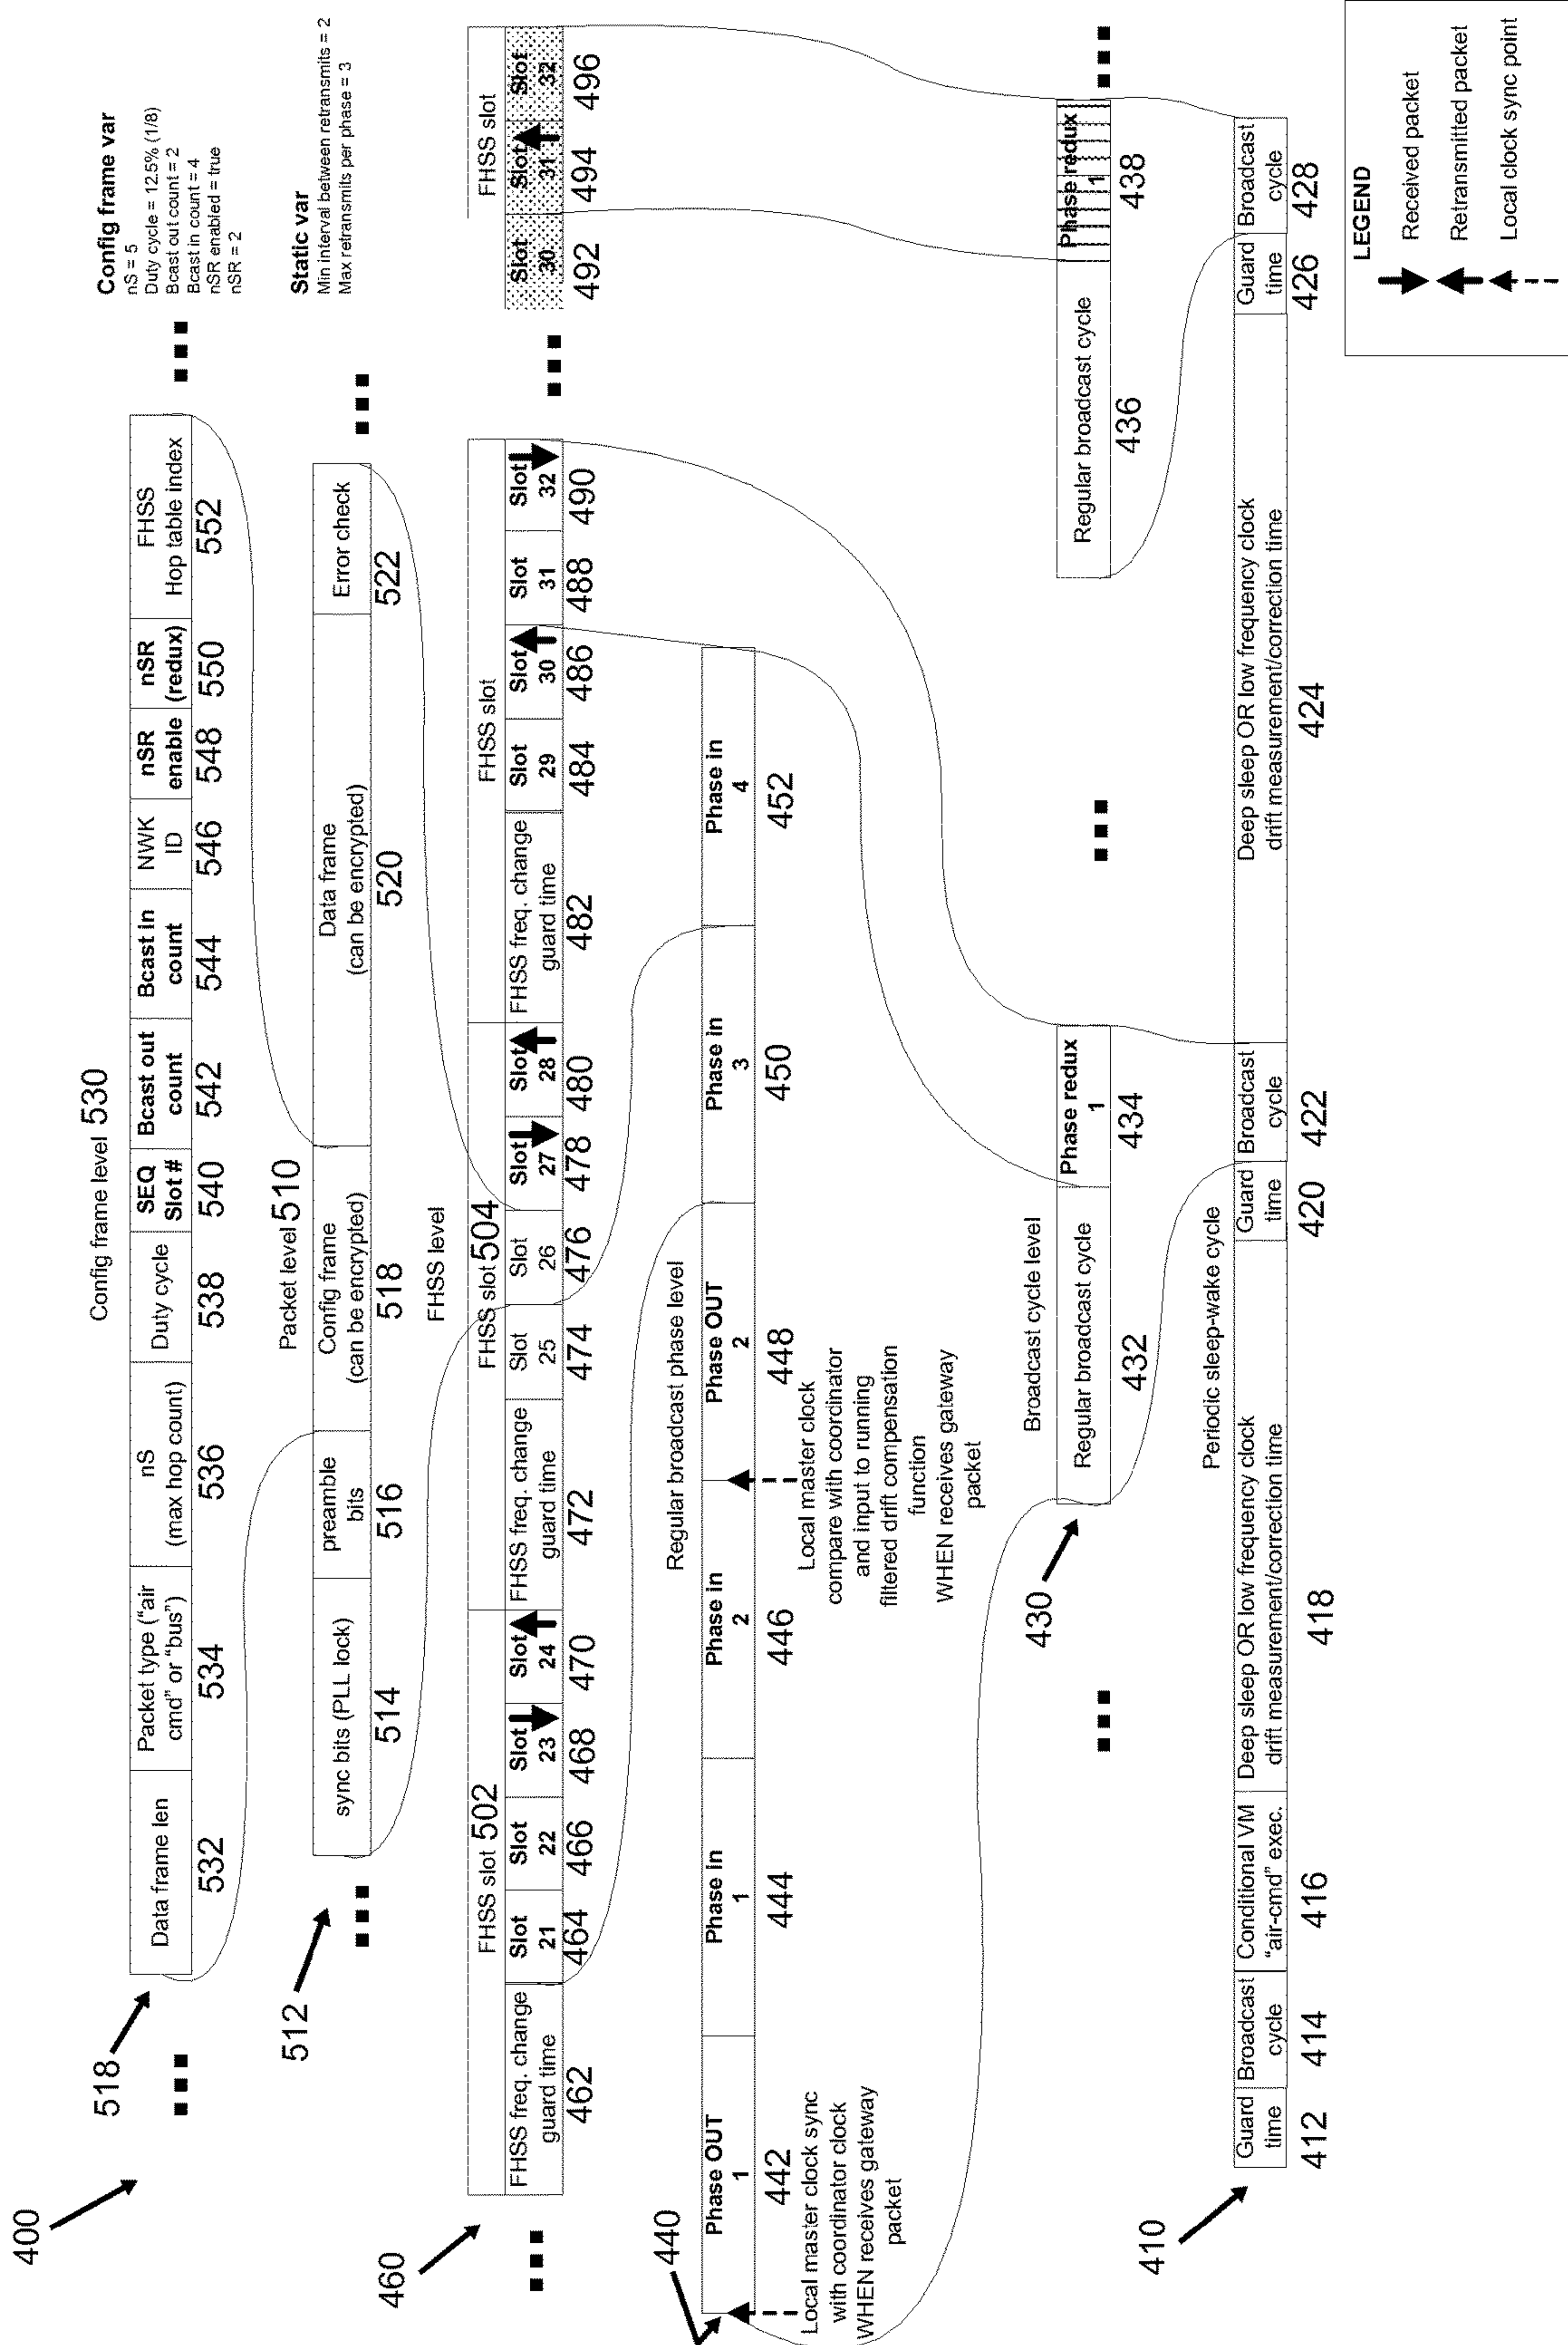 400
Config frame level 530
518
Data frame len
532
Packet type ("air
cmd" or "bus")
534
nS
(max hop count)
536
Duty cycle
538
SEQ
Slot #
540
Bcast out
count
542
Bcast in
count
544
NWK
ID
546
nSR
enable
548
nSR
(redux)
550
FHSS
Hop table index
552
Config frame var
nS = 5
Duty cycle = 12.5% (1/8)
Bcast out count = 2
Bcast in count = 4
nSR enabled = true
nSR = 2
Packet level 510
512
sync bits (PLL lock)
514
preamble
bits
516
Config frame
(can be encrypted)
518
Data frame
(can be encrypted)
520
Error check
522
Static var
Min interval between retransmits = 2
Max retransmits per phase = 3
FHSS level
460
FHSS slot 502
FHSS slot 504
FHSS slot
FHSS slot
FHSS freq. change
guard time
462
Slot
21
464
Slot
22
466
Slot
23
468
Slot
24
470
FHSS freq. change
guard time
472
Slot
25
474
Slot
26
476
Slot
27
478
Slot
28
480
FHSS freq. change
guard time
482
Slot
29
484
Slot
30
486
Slot
31
488
Slot
32
490
Slot
30
492
Slot
31
494
Slot
32
496
Regular broadcast phase level
440
Phase OUT
1
442
Phase in
1
444
Phase in
2
446
Phase OUT
2
448
Phase in
3
450
Phase in
4
452
Local master clock sync
with coordinator clock
WHEN receives gateway
packet
Local master clock
compare with coordinator
and input to running
filtered drift compensation
function
WHEN receives gateway
packet
Broadcast cycle level
430
Regular broadcast cycle
432
Phase redux
1
434
Regular broadcast cycle
436
Phase redux
1
438
Periodic sleep-wake cycle
410
Guard
time
412
Broadcast
cycle
414
Conditional VM
"air-cmd" exec.
416
Deep sleep OR low frequency clock
drift measurement/correction time
418
Guard
time
420
Broadcast
cycle
422
Deep sleep OR low frequency clock
drift measurement/correction time
424
Guard
time
426
Broadcast
cycle
428
LEGEND
Received packet
Retransmitted packet
Local clock sync point